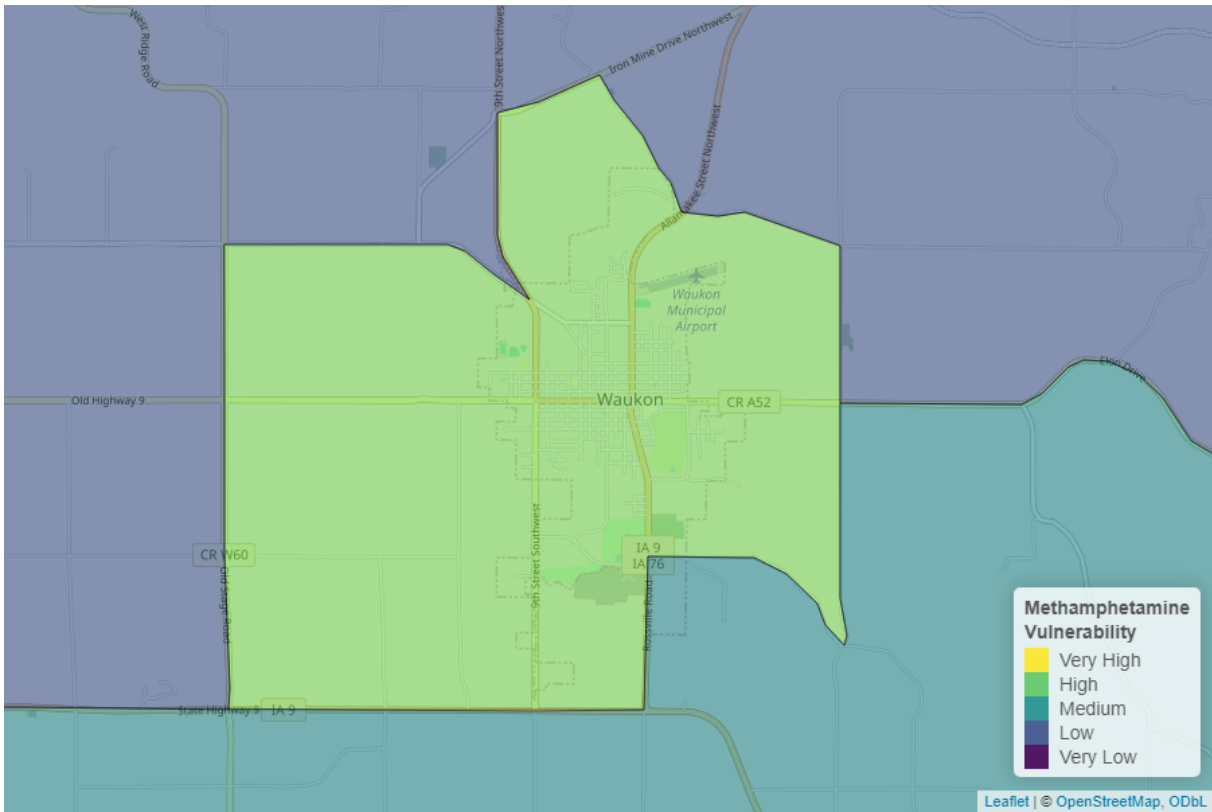 West Ridge Road
9th Street Northwest
Iron Mine Drive Northwest
Allamakee Street Northwest
Waukon
Municipal
Airport
Elon Drive
Old Highway 9
Waukon
CR A52
CR W60
Old Stage Road
9th Street Southwest
IA 9
IA 76
Rossville Road
State Highway 9
IA 9
Methamphetamine
Vulnerability
Very High
High
Medium
Low
Very Low
Leaflet | © OpenStreetMap, ODbL